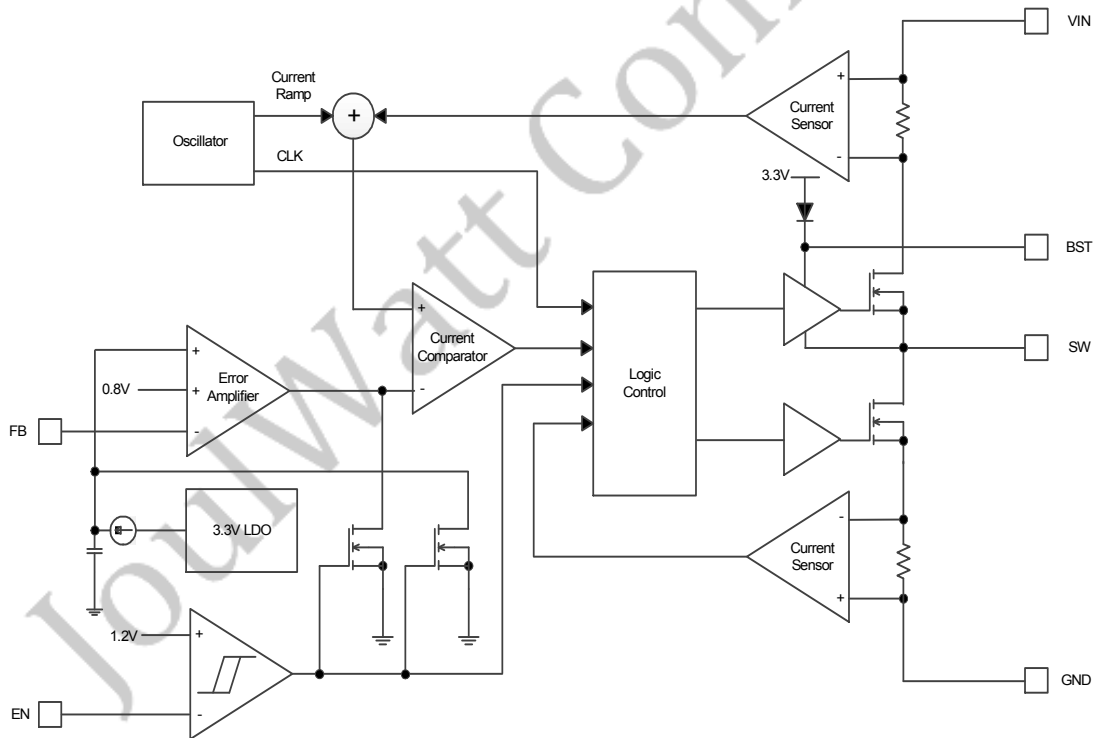 VIN
Current
Ramp
+
+
Current
Sensor
-
Oscillator
CLK
3.3V
BST
+
Current
Comparator
-
+
0.8V
+
Error
Amplifier
-
FB
Logic
Control
SW
3.3V LDO
-
Current
Sensor
+
1.2V
+
-
EN
GND
JoulWatt Con